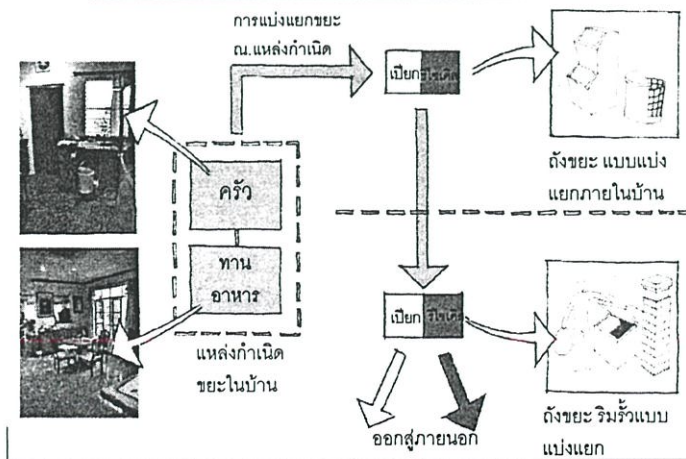 การแบ่งแยกขยะ
ณ.แหล่งกำเนิด
เปียก รีไซเคิล
ถังขยะ แบบแบ่ง
แยกภายในบ้าน
ครัว
ทาน
อาหาร
แหล่งกำเนิด
ขยะในบ้าน
เปียก รีไซเคิล
ออกสู่ภายนอก
ถังขยะ ริมรั้วแบบ
แบ่งแยก